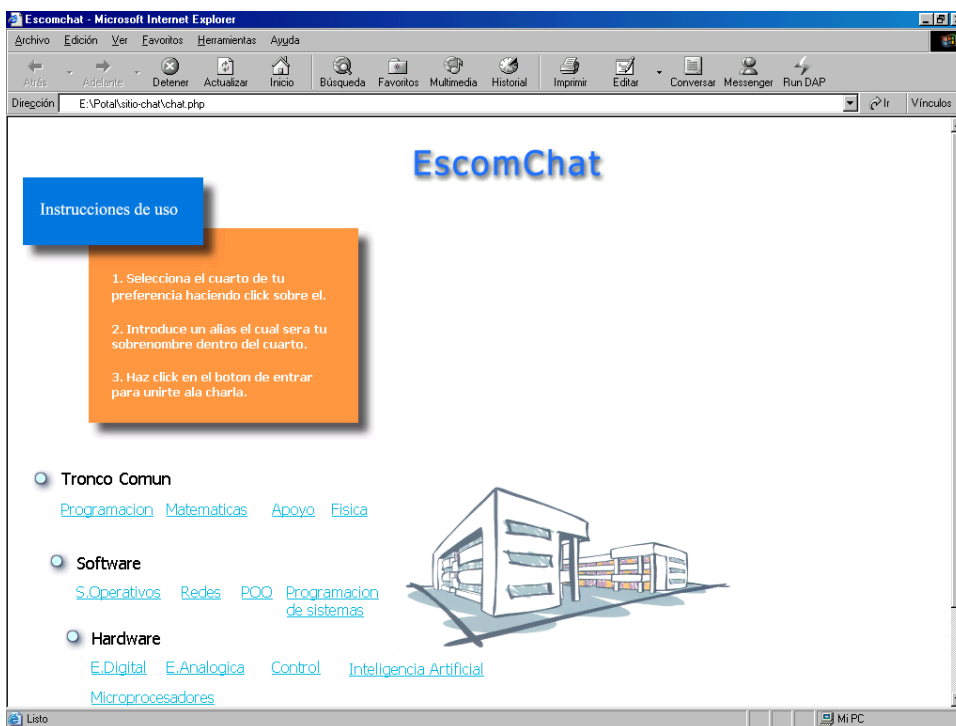 Escomchat - Microsoft Internet Explorer
Archivo Edición Ver Favoritos Herramientas Ayuda
Atrás Adelante Detener Actualizar Inicio Búsqueda Favoritos Multimedia Historial Imprimir Editar Conversar Messenger Run DAP
Dirección E:\Potal\sitio-chat\chat.php Ir Vínculos
EscomChat
Instrucciones de uso
1. Selecciona el cuarto de tu
preferencia haciendo click sobre el.
2. Introduce un alias el cual sera tu
sobrenombre dentro del cuarto.
3. Haz click en el boton de entrar
para unirte ala charla.
Tronco Comun
Programacion Matematicas Apoyo Fisica
Software
S.Operativos Redes POO Programacion
de sistemas
Hardware
E.Digital E.Analogica Control Inteligencia Artificial
Microprocesadores
Listo Mi PC